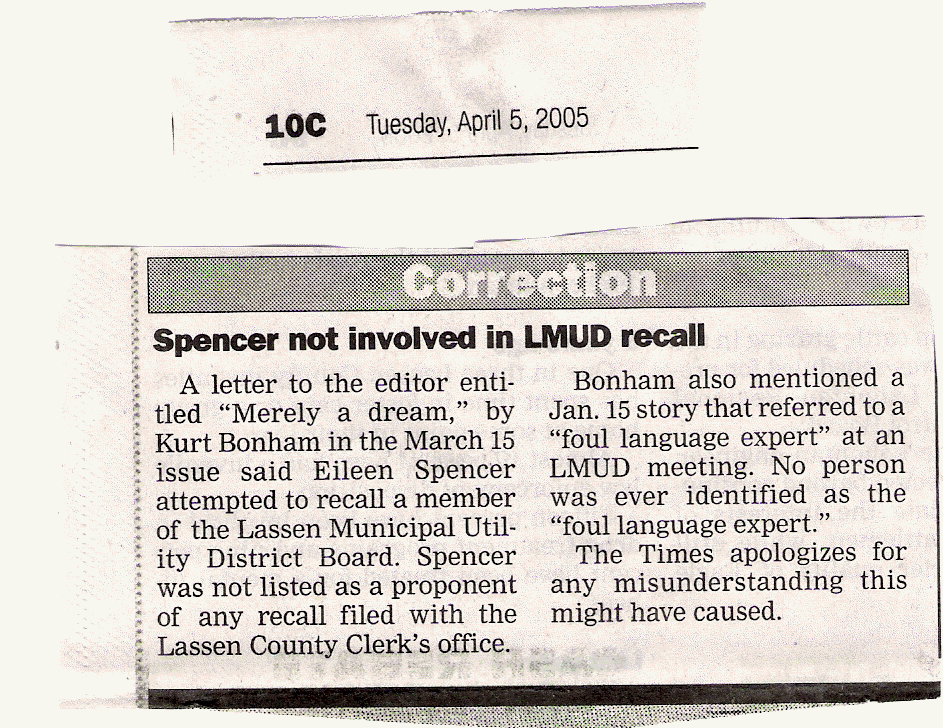 10C Tuesday, April 5, 2005
Correction
Spencer not involved in LMUD recall
A letter to the editor enti-
tled “Merely a dream,” by
Kurt Bonham in the March 15
issue said Eileen Spencer
attempted to recall a member
of the Lassen Municipal Util-
ity District Board. Spencer
was not listed as a proponent
of any recall filed with the
Lassen County Clerk’s office.
Bonham also mentioned a
Jan. 15 story that referred to a
“foul language expert” at an
LMUD meeting. No person
was ever identified as the
“foul language expert.”
The Times apologizes for
any misunderstanding this
might have caused.